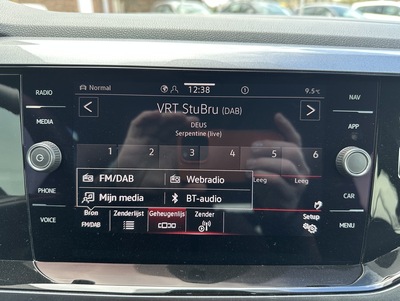 RADIO
MEDIA
PHONE
VOICE
NAV
APP
CAR
MENU
Normal
12:38
9.5°C
VRT StuBru (DAB)
DEUS
Serpentine (live)
1 2 3 4 5 6
Leeg Leeg
FM/DAB Webradio
Mijn media BT-audio
Bron Zenderlijst Geheugenlijst Zender Setup
FM/DAB